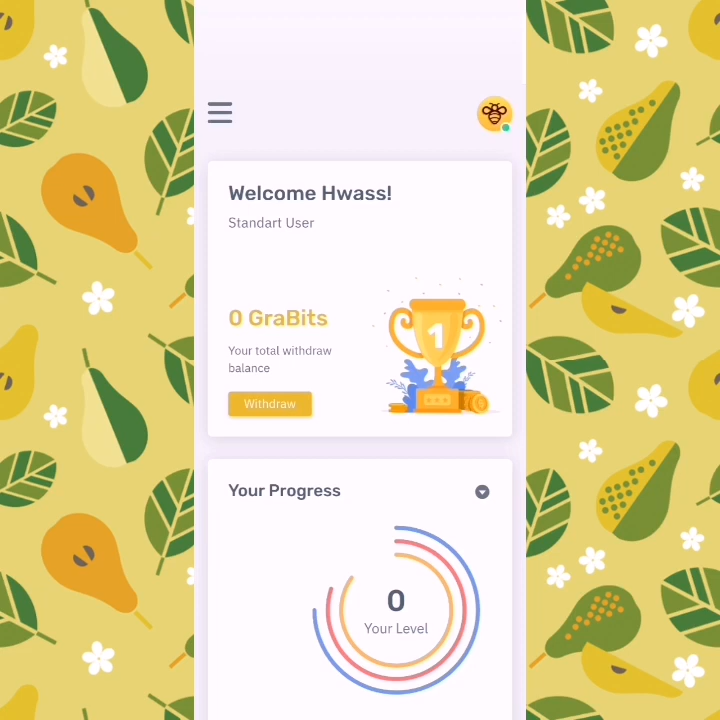 Welcome Hwass!
Standart User
0 GraBits
Your total withdraw
balance
1
Withdraw
Your Progress
0
Your Level